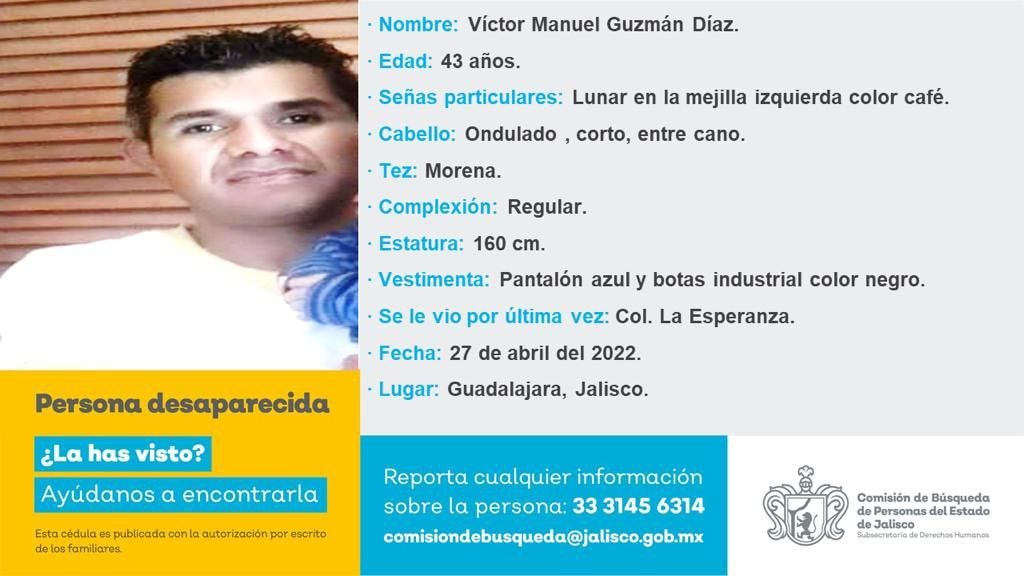 · Nombre: Víctor Manuel Guzmán Díaz.
· Edad: 43 años.
· Señas particulares: Lunar en la mejilla izquierda color café.
· Cabello: Ondulado , corto, entre cano.
· Tez: Morena.
· Complexión: Regular.
· Estatura: 160 cm.
· Vestimenta: Pantalón azul y botas industrial color negro.
· Se le vio por última vez: Col. La Esperanza.
· Fecha: 27 de abril del 2022.
· Lugar: Guadalajara, Jalisco.
Persona desaparecida
¿La has visto?
Ayúdanos a encontrarla
Esta cédula es publicada con la autorización por escrito
de los familiares.
Reporta cualquier información
sobre la persona: 33 3145 6314
comisiondebusqueda@jalisco.gob.mx
Comisión de Búsqueda
de Personas del Estado
de Jalisco
Subsecretaría de Derechos Humanos